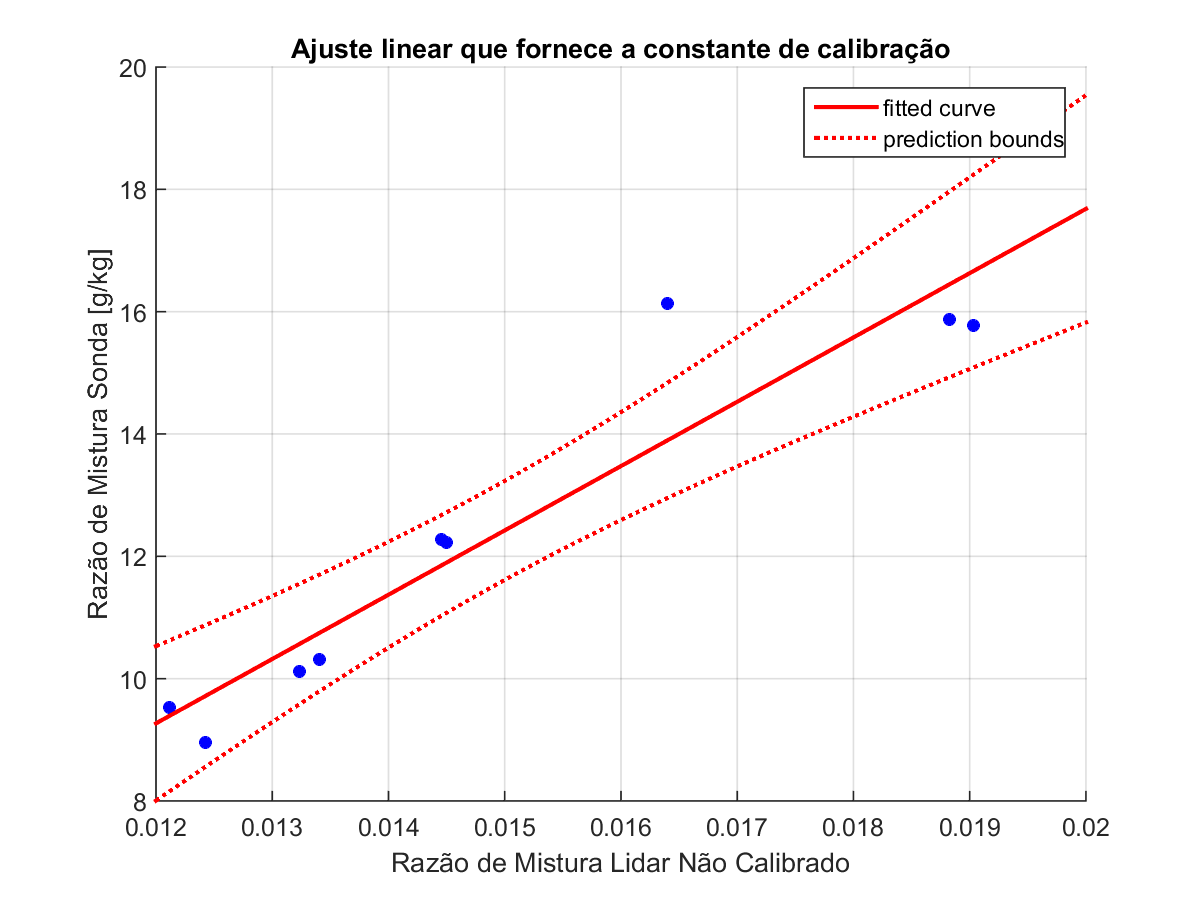 Ajuste linear que fornece a constante de calibração
fitted curve
prediction bounds
Razão de Mistura Sonda [g/kg]
20
18
16
14
12
10
8
0.012 0.013 0.014 0.015 0.016 0.017 0.018 0.019 0.02
Razão de Mistura Lidar Não Calibrado